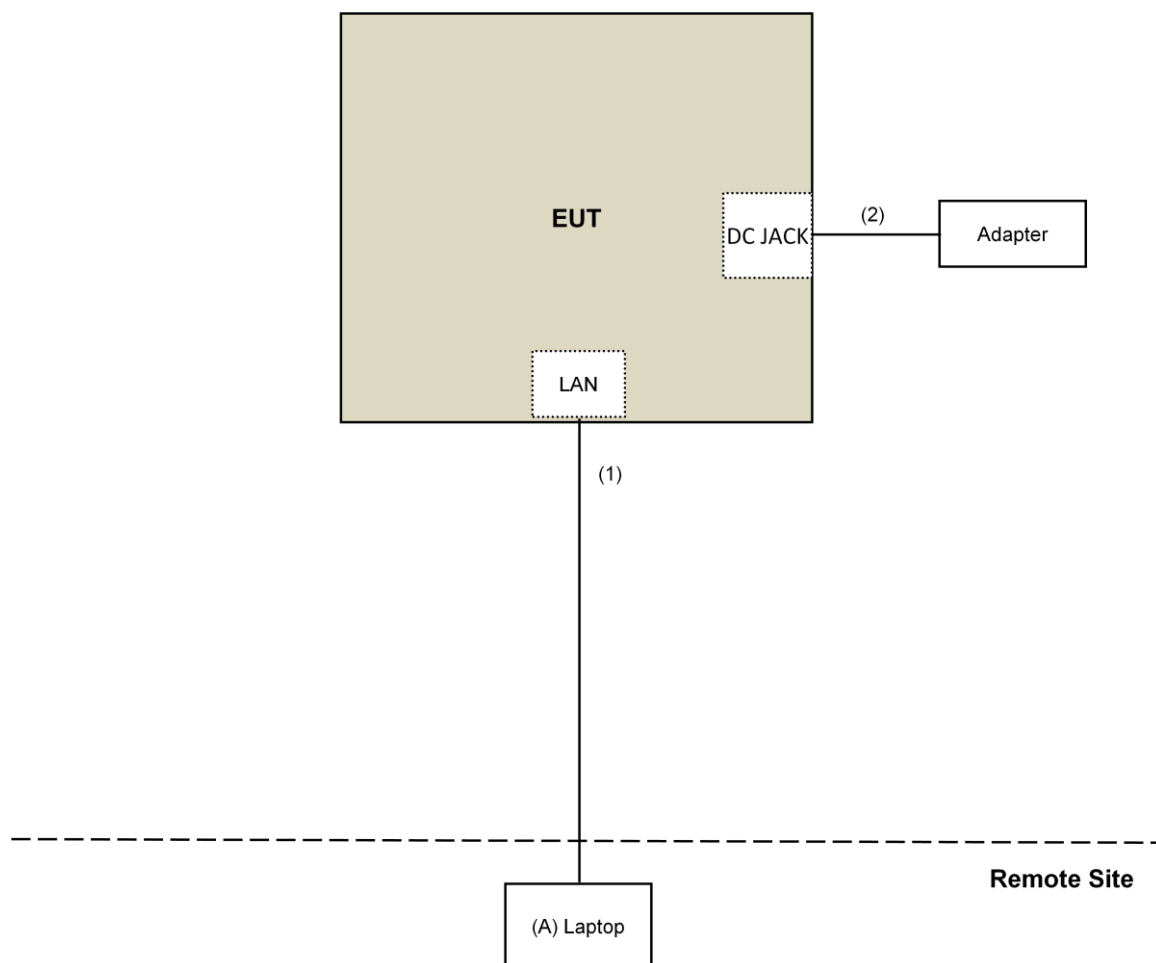 EUT
DC JACK
(2)
Adapter
LAN
(1)
Remote Site
(A) Laptop